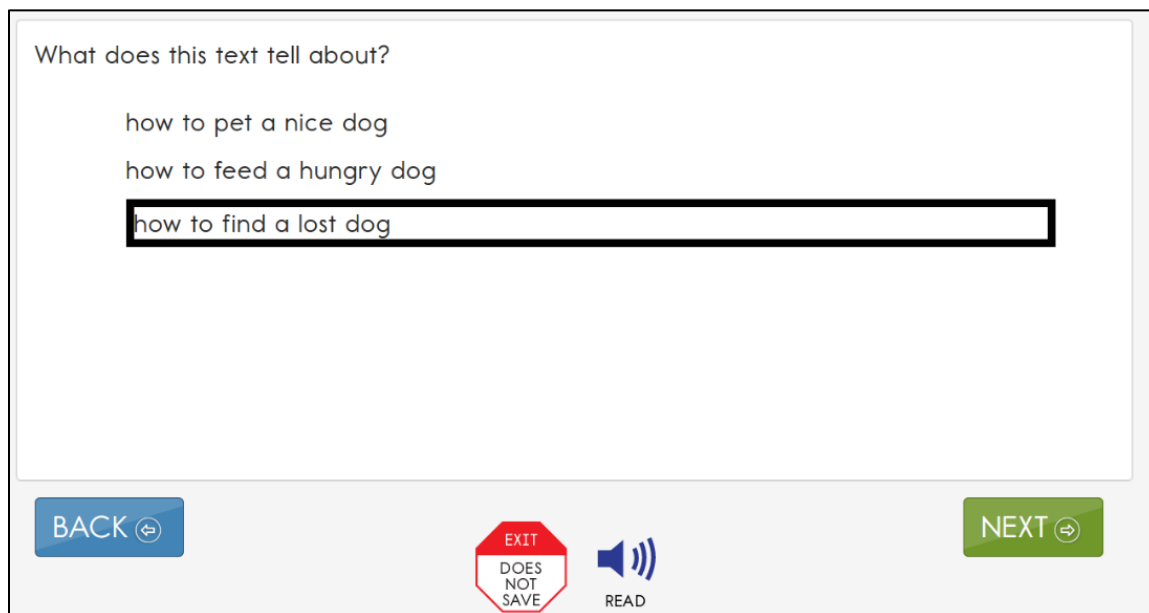 What does this text tell about?
how to pet a nice dog
how to feed a hungry dog
how to find a lost dog
BACK
EXIT
DOES
NOT
SAVE
READ
NEXT